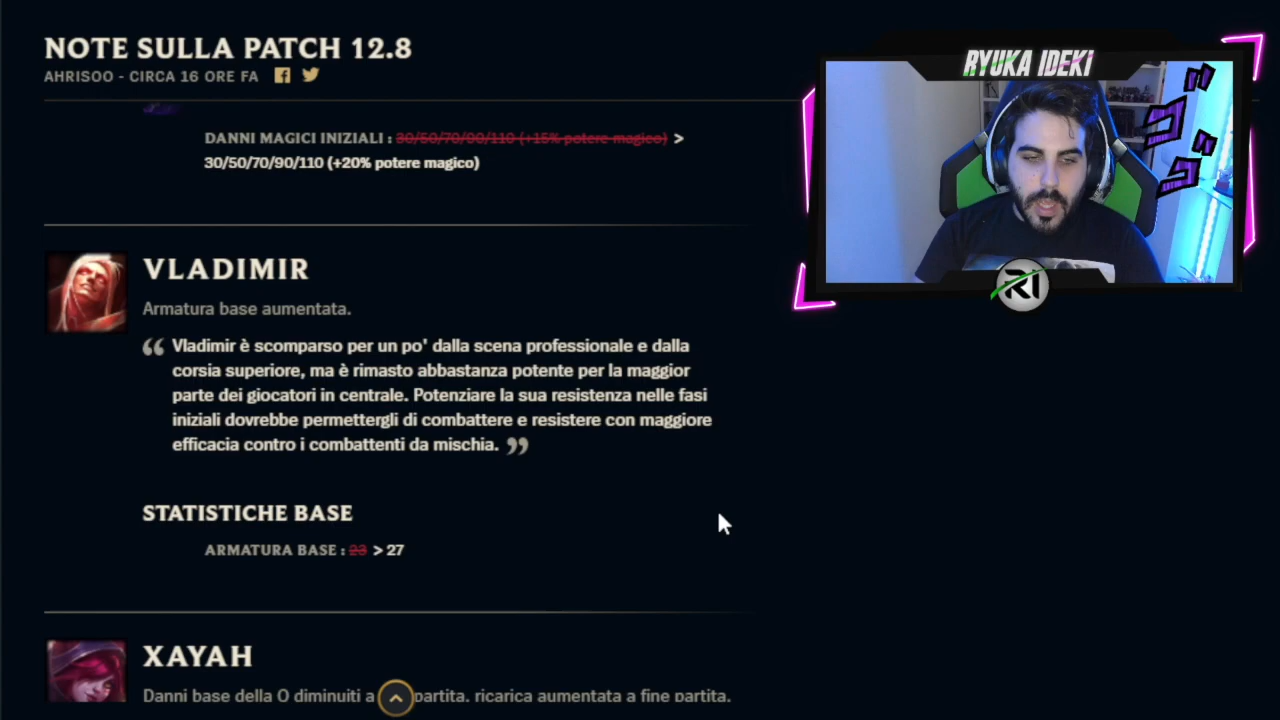 NOTE SULLA PATCH 12.8
AHRISOO - CIRCA 16 ORE FA
RYUKA IDEKI
DANNI MAGICI INIZIALI : 30/50/70/90/110 (+15% potere magico) >
30/50/70/90/110 (+20% potere magico)
VLADIMIR
Armatura base aumentata.
“ Vladimir è scomparso per un po' dalla scena professionale e dalla
corsia superiore, ma è rimasto abbastanza potente per la maggior
parte dei giocatori in centrale. Potenziare la sua resistenza nelle fasi
iniziali dovrebbe permettergli di combattere e resistere con maggiore
efficacia contro i combattenti da mischia. ”
RI
STATISTICHE BASE
ARMATURA BASE : 23 > 27
XAYAH
Danni base della Q diminuiti a partita, ricarica aumentata a fine partita.